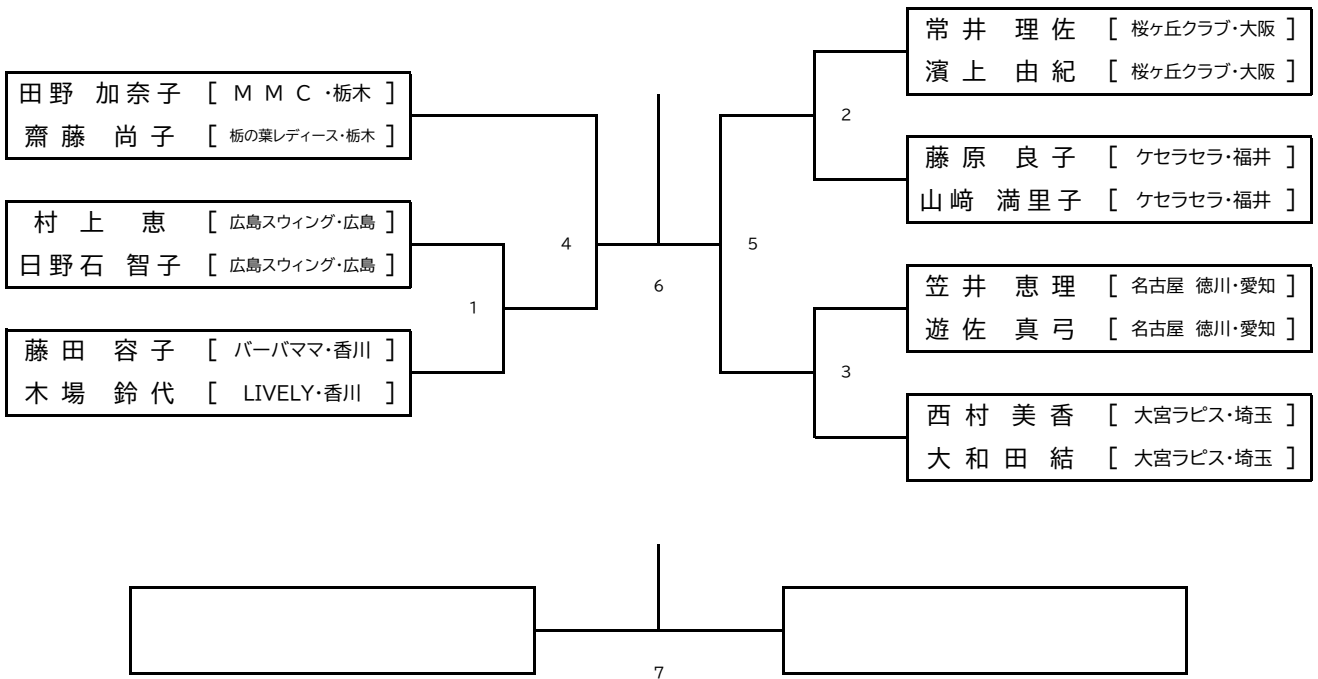 田野 加奈子 [ M M C ・栃木 ]
齋藤 尚子 [ 栃の葉レディース・栃木 ]
村上 恵 [ 広島スウィング・広島 ]
日野石 智子 [ 広島スウィング・広島 ]
藤田 容子 [ バーバママ・香川 ]
木場 鈴代 [ LIVELY・香川 ]
1
4
6
常井 理佐 [ 桜ヶ丘クラブ・大阪 ]
濱上 由紀 [ 桜ヶ丘クラブ・大阪 ]
藤原 良子 [ ケセラセラ・福井 ]
山﨑 満里子 [ ケセラセラ・福井 ]
笠井 恵理 [ 名古屋 徳川・愛知 ]
遊佐 真弓 [ 名古屋 徳川・愛知 ]
西村 美香 [ 大宮ラピス・埼玉 ]
大和田 結 [ 大宮ラピス・埼玉 ]
2
5
3
7